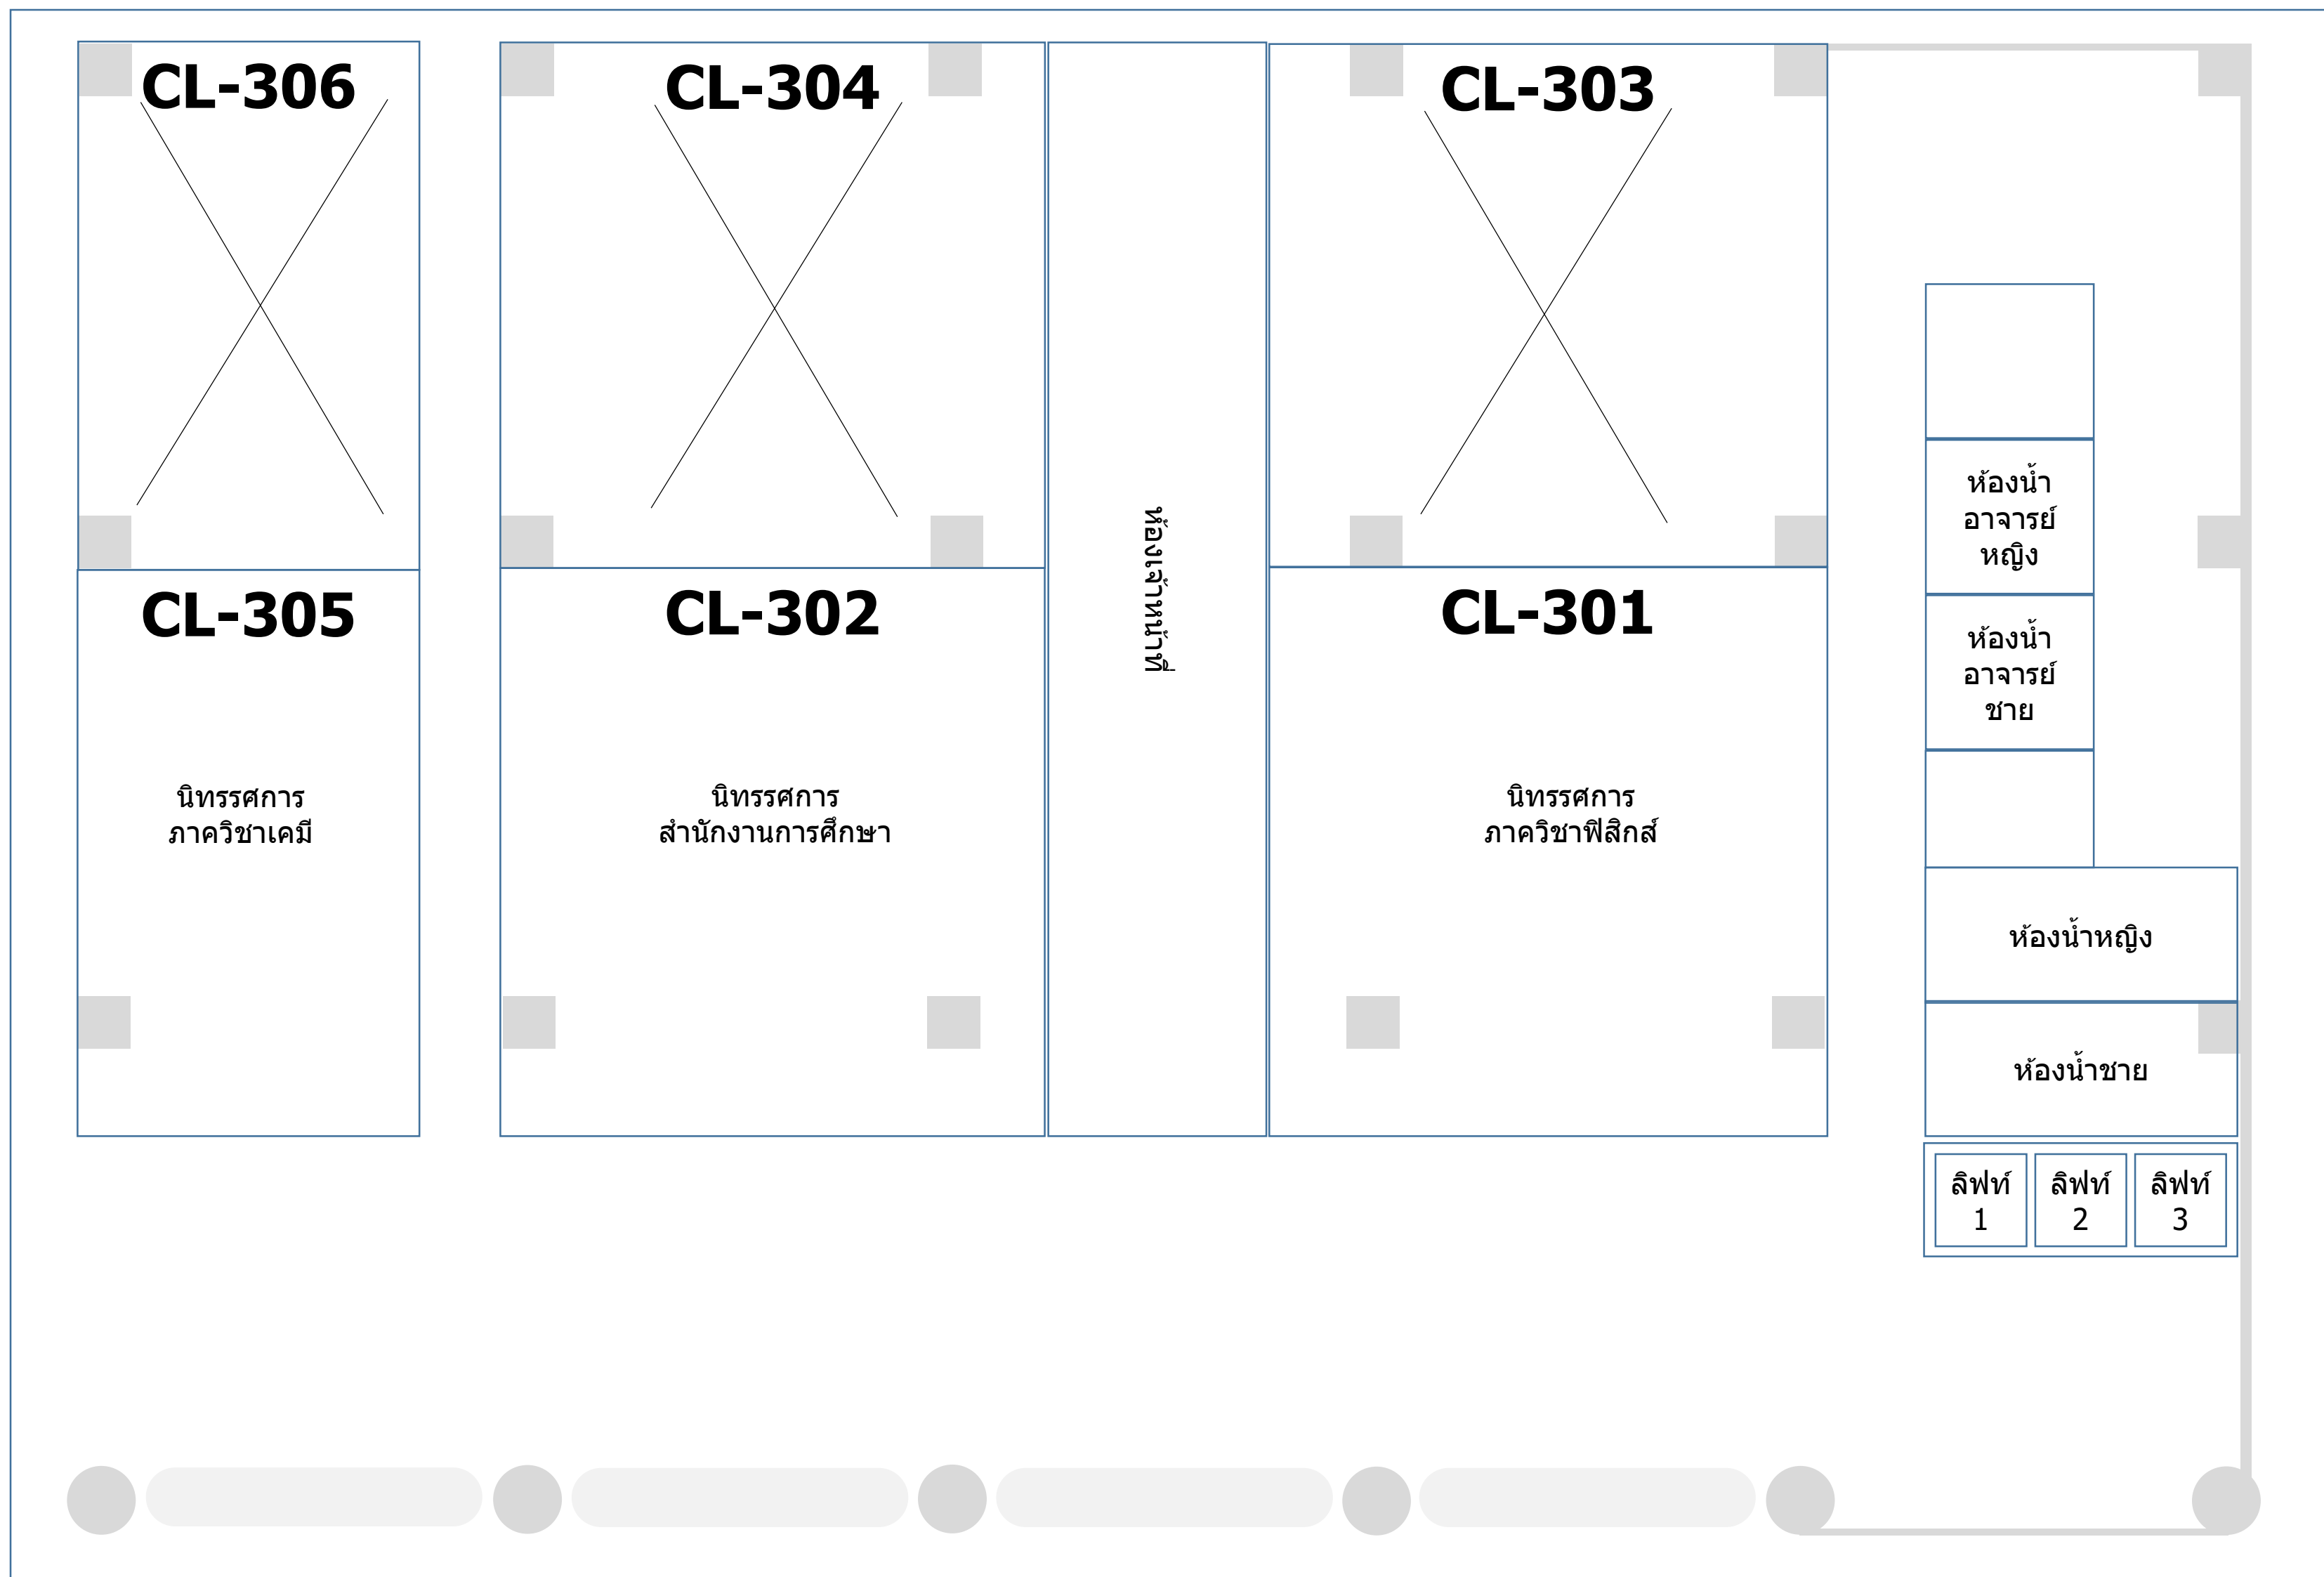 CL-306
CL-304
CL-303
CL-305
CL-302
ห้องเจ้าหน้าที่
CL-301
นิทรรศการ
ภาควิชาเคมี
นิทรรศการ
สำนักงานการศึกษา
นิทรรศการ
ภาควิชาฟิสิกส์
ห้องน้ำ
อาจารย์
หญิง
ห้องน้ำ
อาจารย์
ชาย
ห้องน้ำหญิง
ห้องน้ำชาย
ลิฟท์
1
ลิฟท์
2
ลิฟท์
3